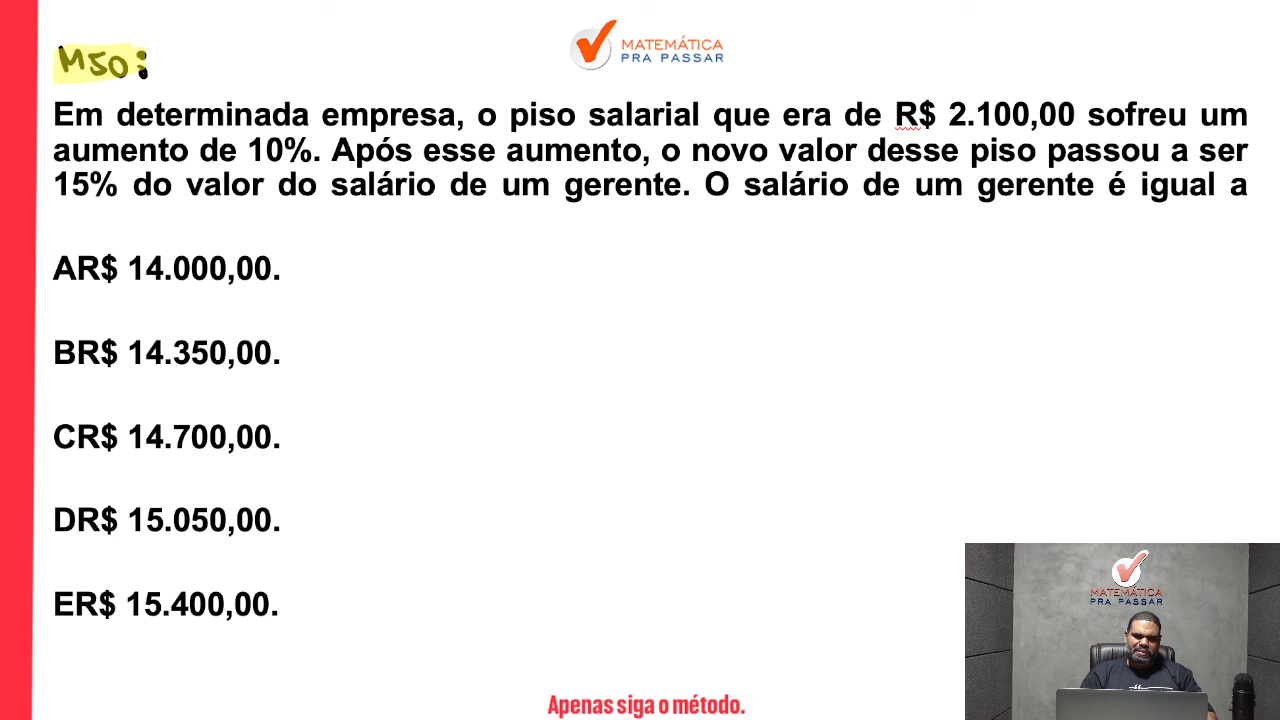 M50:
MATEMÁTICA
PRA PASSAR
Em determinada empresa, o piso salarial que era de R$ 2.100,00 sofreu um
aumento de 10%. Após esse aumento, o novo valor desse piso passou a ser
15% do valor do salário de um gerente. O salário de um gerente é igual a
AR$ 14.000,00.
BR$ 14.350,00.
CR$ 14.700,00.
DR$ 15.050,00.
ER$ 15.400,00.
MATEMÁTICA
PRA PASSAR
Apenas siga o método.